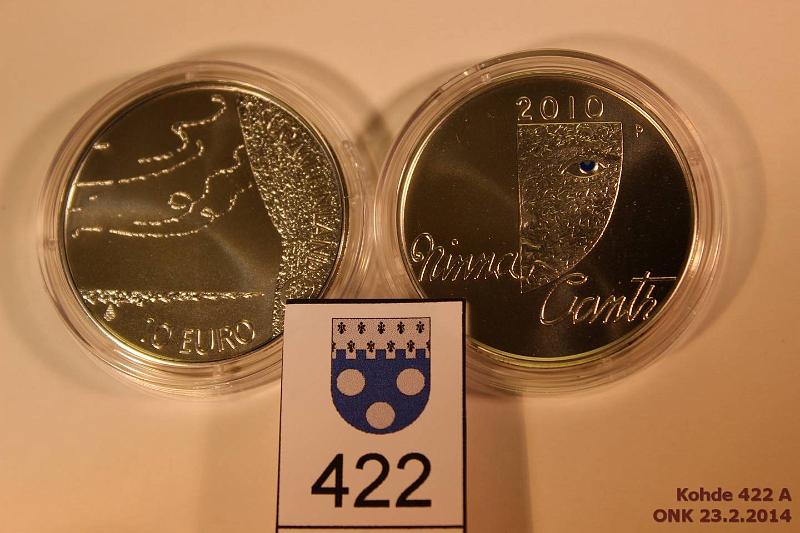 2010
P
Minna
Canth
10 EURO
422
Kohde 422 A
ONK 23.2.2014